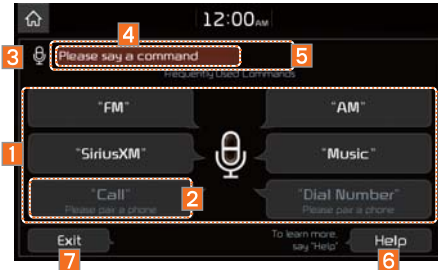 12:00AM
4
3
Please say a command
5
Frequently Used Commands
"FM"
"AM"
1
"SiriusXM"
"Music"
"Call"
Please pair a phone
2
"Dial Number"
Please pair a phone
Exit
To learn more,
say "Help"
Help
7
6